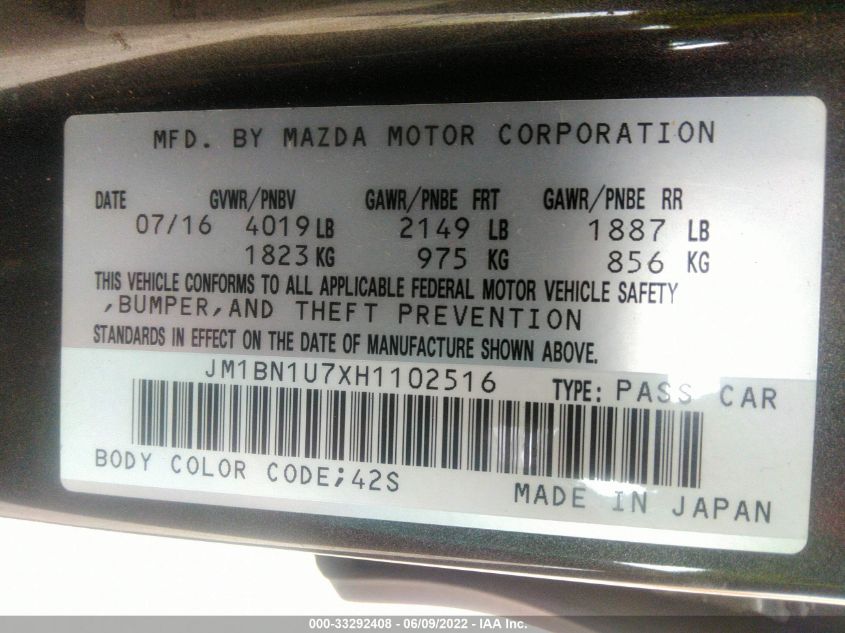 MFD. BY MAZDA MOTOR CORPORATION
DATE GVWR/PNBV GAWR/PNBE FRT GAWR/PNBE RR
07/16 4019 LB 2149 LB 1887 LB
1823 KG 975 KG 856 KG
THIS VEHICLE CONFORMS TO ALL APPLICABLE FEDERAL MOTOR VEHICLE SAFETY
,BUMPER,AND THEFT PREVENTION
STANDARDS IN EFFECT ON THE DATE OF MANUFACTURE SHOWN ABOVE.
JM1BN1U7XH1102516 TYPE: PASS CAR
BODY COLOR CODE;42S MADE IN JAPAN
000-33292408 - 06/09/2022 - IAA Inc.